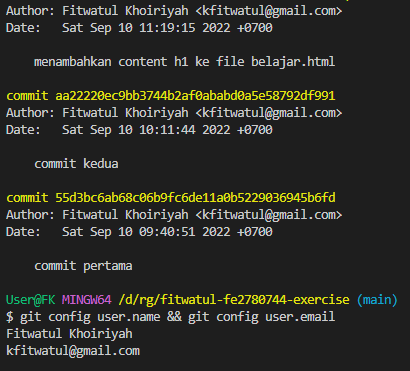 Author: Fitwatul Khoiriyah <kfitwatul@gmail.com>
Date:   Sat Sep 10 11:19:15 2022 +0700
menambahkan content h1 ke file belajar.html
commit aa22220ec9bb3744b2af0ababd0a5e58792df991
Author: Fitwatul Khoiriyah <kfitwatul@gmail.com>
Date:   Sat Sep 10 10:11:44 2022 +0700
commit kedua
commit 55d3bc6ab68c06b9fc6de11a0b5229036945b6fd
Author: Fitwatul Khoiriyah <kfitwatul@gmail.com>
Date:   Sat Sep 10 09:40:51 2022 +0700
commit pertama
User@FK MINGW64 /d/rg/fitwatul-fe2780744-exercise (main)
$ git config user.name && git config user.email
Fitwatul Khoiriyah
kfitwatul@gmail.com